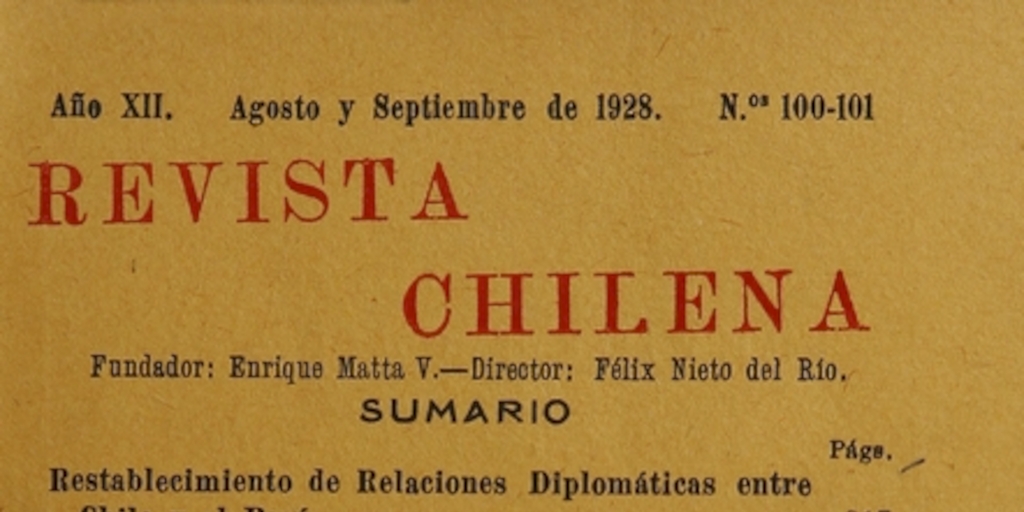 Año XII. Agosto y Septiembre de 1928. N.ºˢ 100-101
REVISTA
CHILENA
Fundador: Enrique Matta V.—Director: Félix Nieto del Río.
SUMARIO
Págs.
Restablecimiento de Relaciones Diplomáticas entre